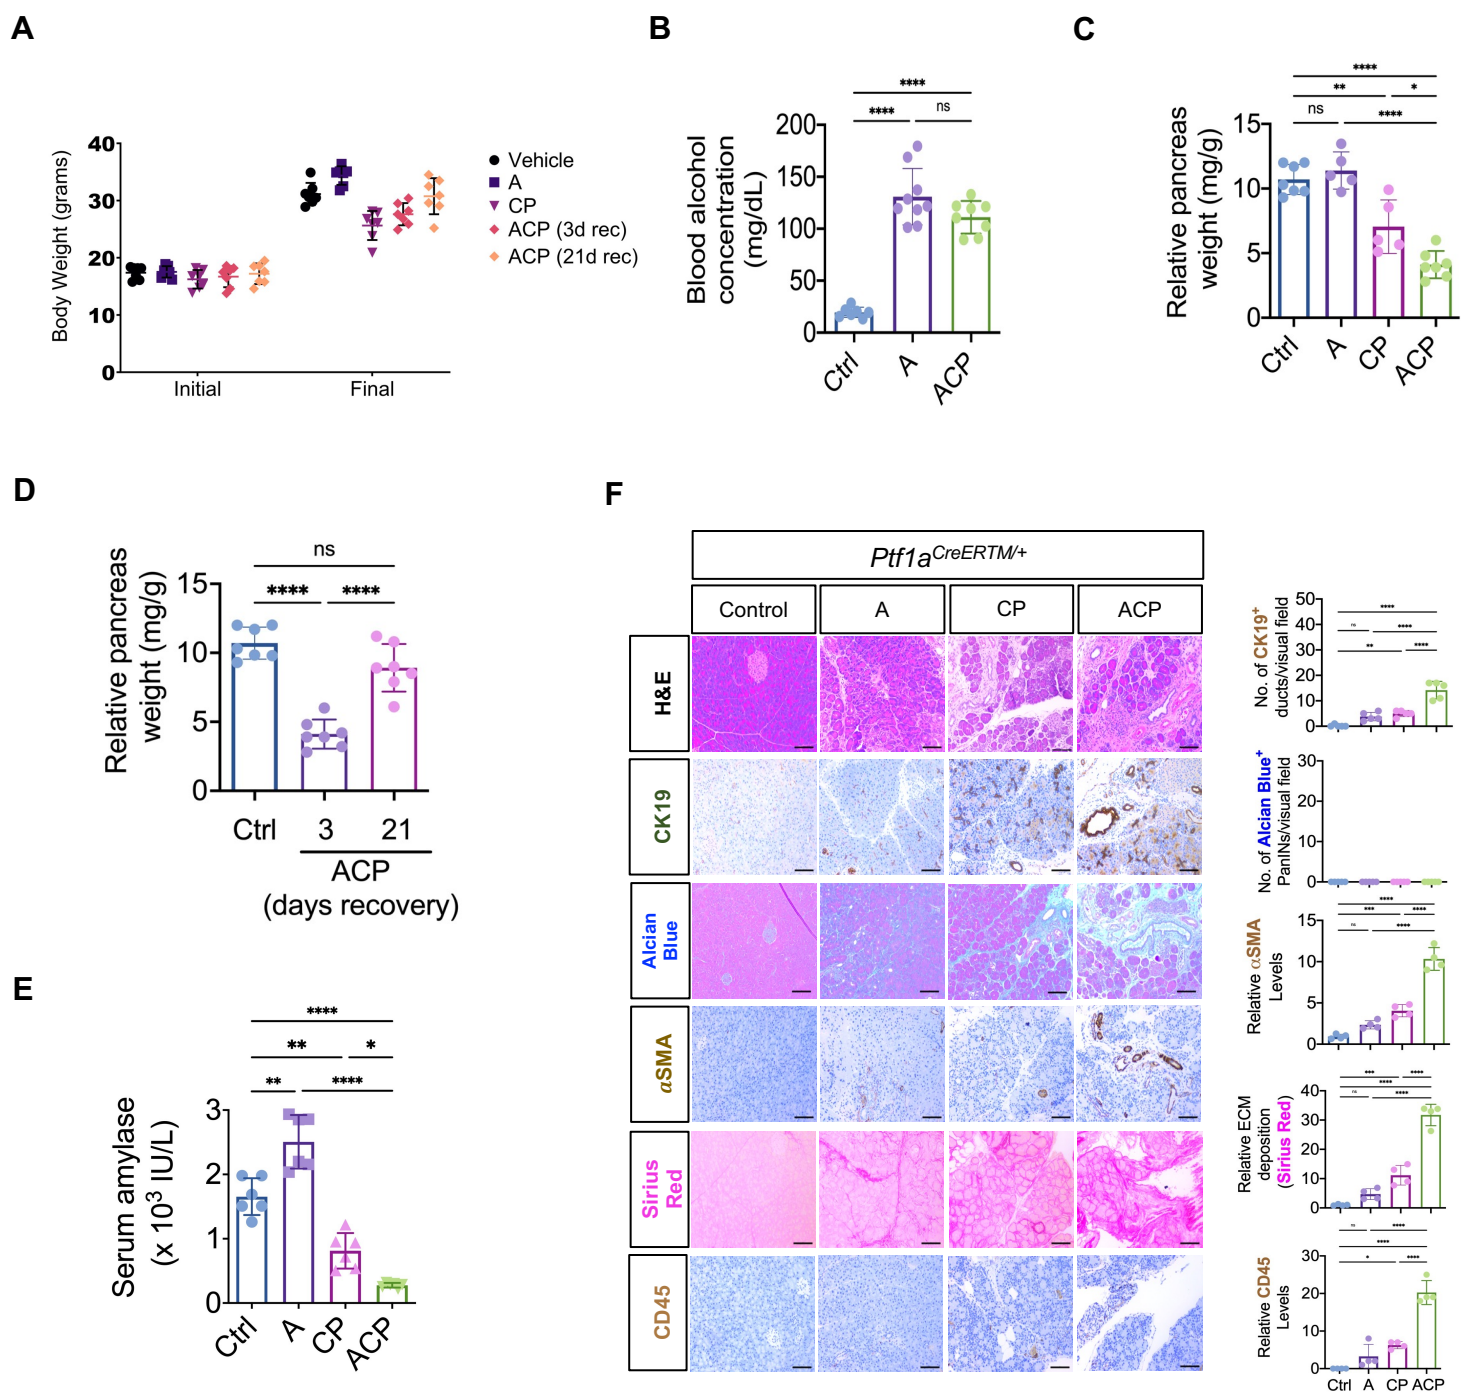 A
Body Weight (grams)
40
30
20
10
0
Initial
Final
Vehicle
A
CP
ACP (3d rec)
ACP (21d rec)
B
Blood alcohol
concentration
(mg/dL)
****
****
ns
200
150
100
50
0
Ctrl
A
ACP
C
Relative pancreas
weight (mg/g)
****
**
*
ns
****
15
10
5
0
Ctrl
A
CP
ACP
D
Relative pancreas
weight (mg/g)
ns
****
****
15
10
5
0
Ctrl
3
21
ACP
(days recovery)
E
Serum amylase
(x 10³ IU/L)
****
**
*
**
****
3
2
1
0
Ctrl
A
CP
ACP
F
Ptf1aCreERTM/+
Control
A
CP
ACP
H&E
CK19
Alcian
Blue
αSMA
Sirius
Red
CD45
No. of CK19⁺
ducts/visual field
50
40
30
20
10
0
****
ns
****
**
****
No. of Alcian Blue⁺
PanINs/visual field
30
20
10
0
Relative αSMA
Levels
****
***
****
ns
****
15
10
5
0
Relative ECM
deposition
(Sirius Red)
***
****
****
ns
****
40
30
20
10
0
Relative CD45
Levels
ns
****
****
*
****
30
20
10
0
Ctrl
A
CP
ACP